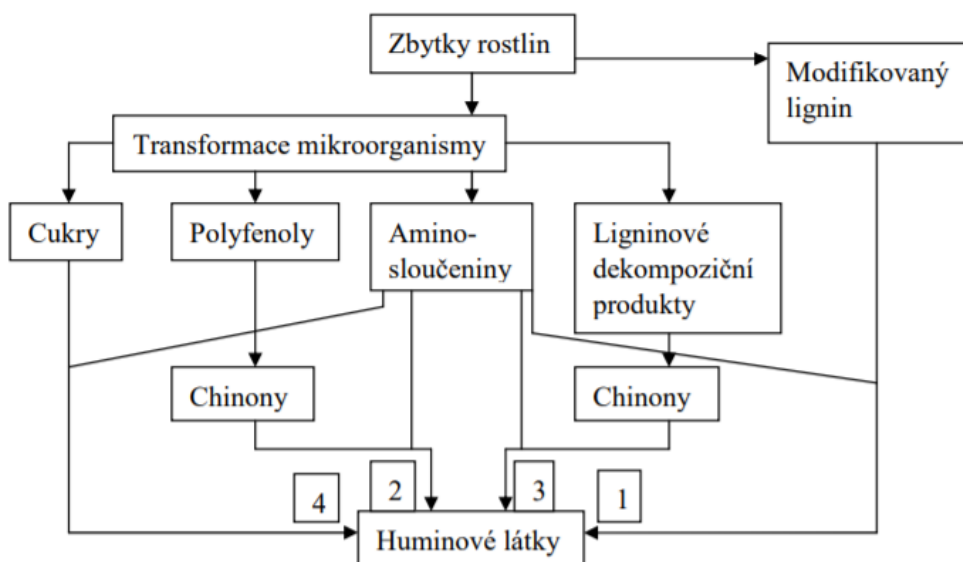 Zbytky rostlin
Modifikovaný
lignin
Transformace mikroorganismy
Cukry
Polyfenoly
Amino-
sloučeniny
Ligninové
dekompoziční
produkty
Chinony
Chinony
4
2
3
1
Huminové látky